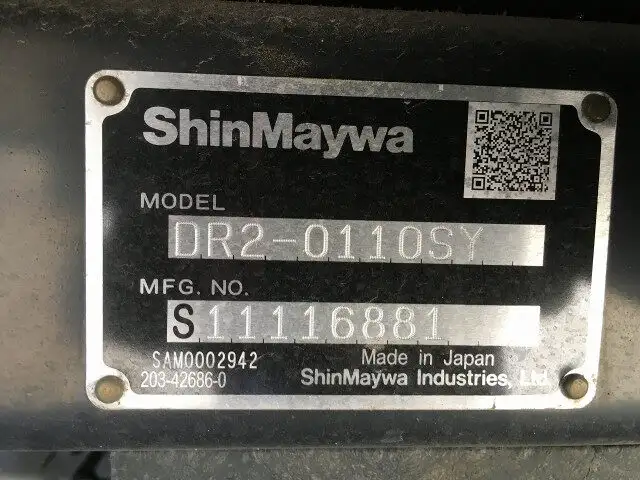 ShinMaywa
MODEL
DR2-0110SY
MFG. NO.
S11116881
SAM0002942
203-42686-0
Made in Japan
ShinMaywa Industries, Ltd.